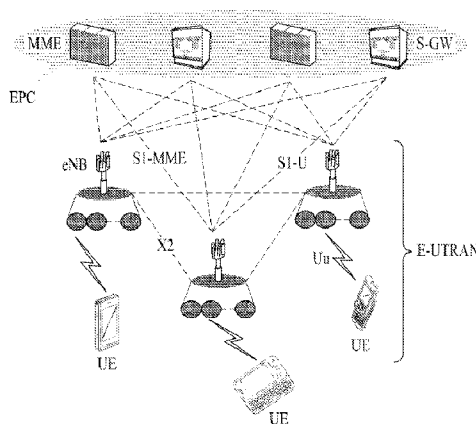 MME
S-GW
EPC
eNB
S1-MME
S1-U
X2
Uu
E-UTRAN
UE
UE
UE